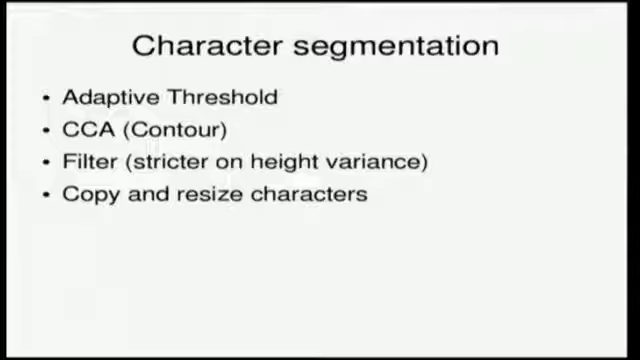 Character segmentation
• Adaptive Threshold
• CCA (Contour)
• Filter (stricter on height variance)
• Copy and resize characters